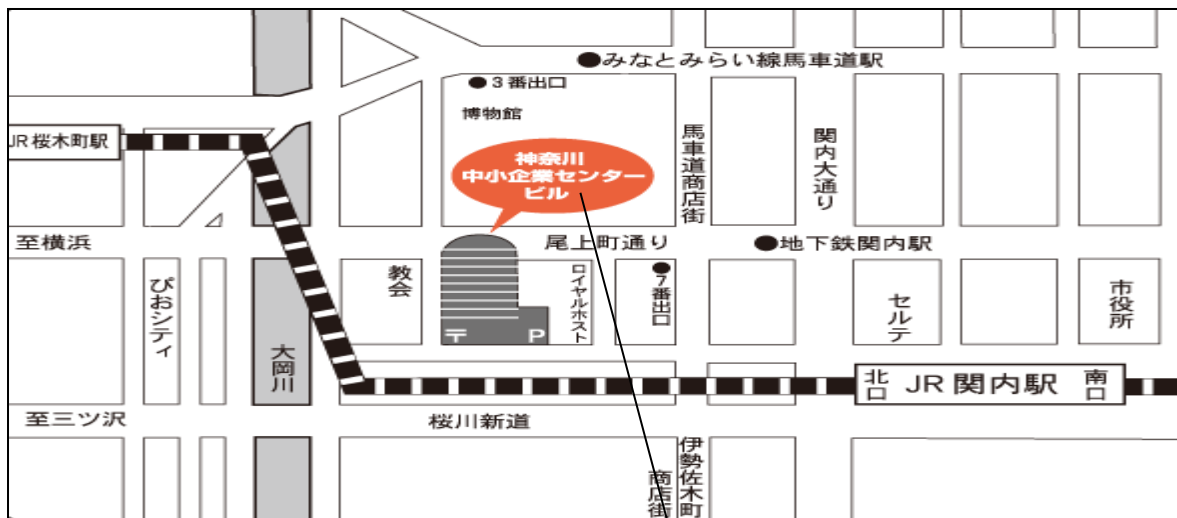 ●みなとみらい線馬車道駅
●3番出口
博物館
JR桜木町駅
神奈川
中小企業センター
ビル
馬車道商店街
関内大通り
至横浜
尾上町通り
●地下鉄関内駅
ぴおシティ
教会
ロイヤルホスト
●7番出口
セルテ
市役所
〒
P
大岡川
北口
JR関内駅
南口
至三ツ沢
桜川新道
伊勢佐木町
商店街